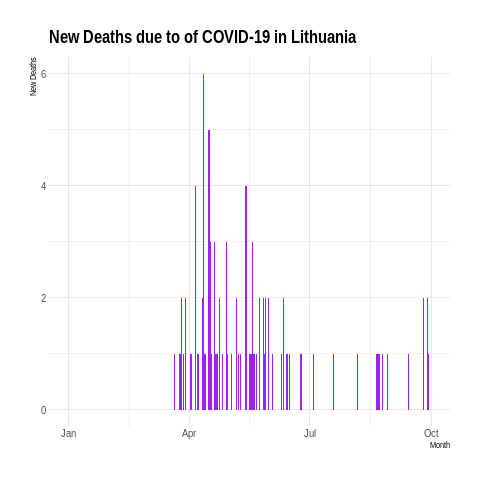 New Deaths due to of COVID-19 in Lithuania
New Deaths
6
4
2
0
Jan Apr Jul Oct
Month